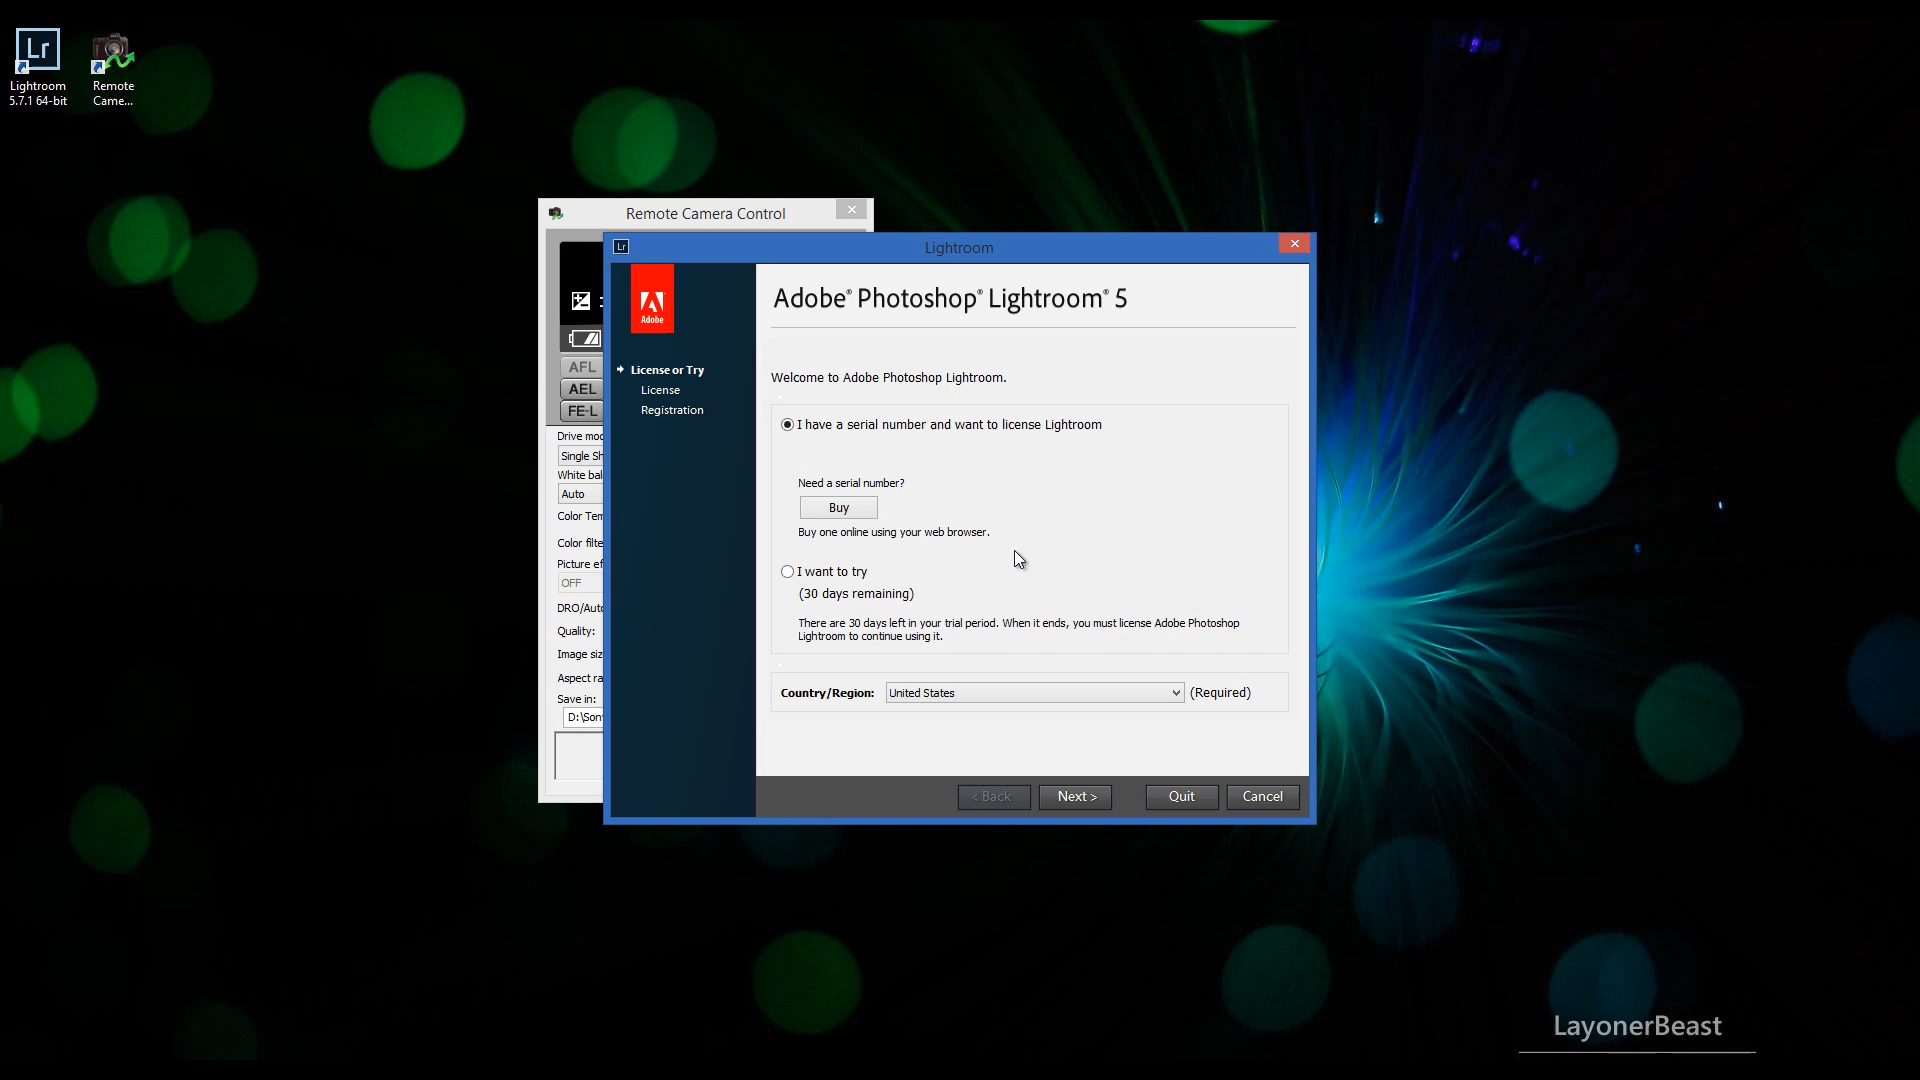 Lr
Lightroom
5.7.1 64-bit
Remote
Came...
Remote Camera Control
Lr
Lightroom
Adobe
Adobe® Photoshop® Lightroom® 5
License or Try
License
Registration
Welcome to Adobe Photoshop Lightroom.
I have a serial number and want to license Lightroom
Need a serial number?
Buy
Buy one online using your web browser.
I want to try
(30 days remaining)
There are 30 days left in your trial period. When it ends, you must license Adobe Photoshop
Lightroom to continue using it.
Country/Region: United States (Required)
< Back
Next >
Quit
Cancel
AFL
AEL
FE-L
Drive mod
Single Sh
White bal
Auto
Color Tem
Color filte
Picture ef
OFF
DRO/Auto
Quality:
Image siz
Aspect ra
Save in:
D:\Son
LayonerBeast